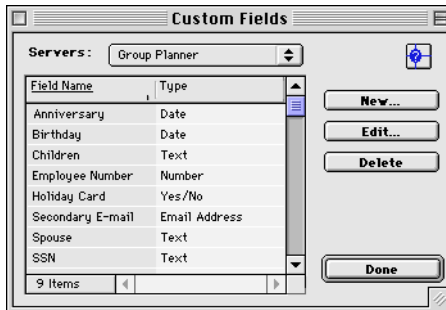 Custom Fields
Servers: Group Planner
Field Name Type
Anniversary Date
Birthday Date
Children Text
Employee Number Number
Holiday Card Yes/No
Secondary E-mail Email Address
Spouse Text
SSN Text
9 Items
New...
Edit...
Delete
Done